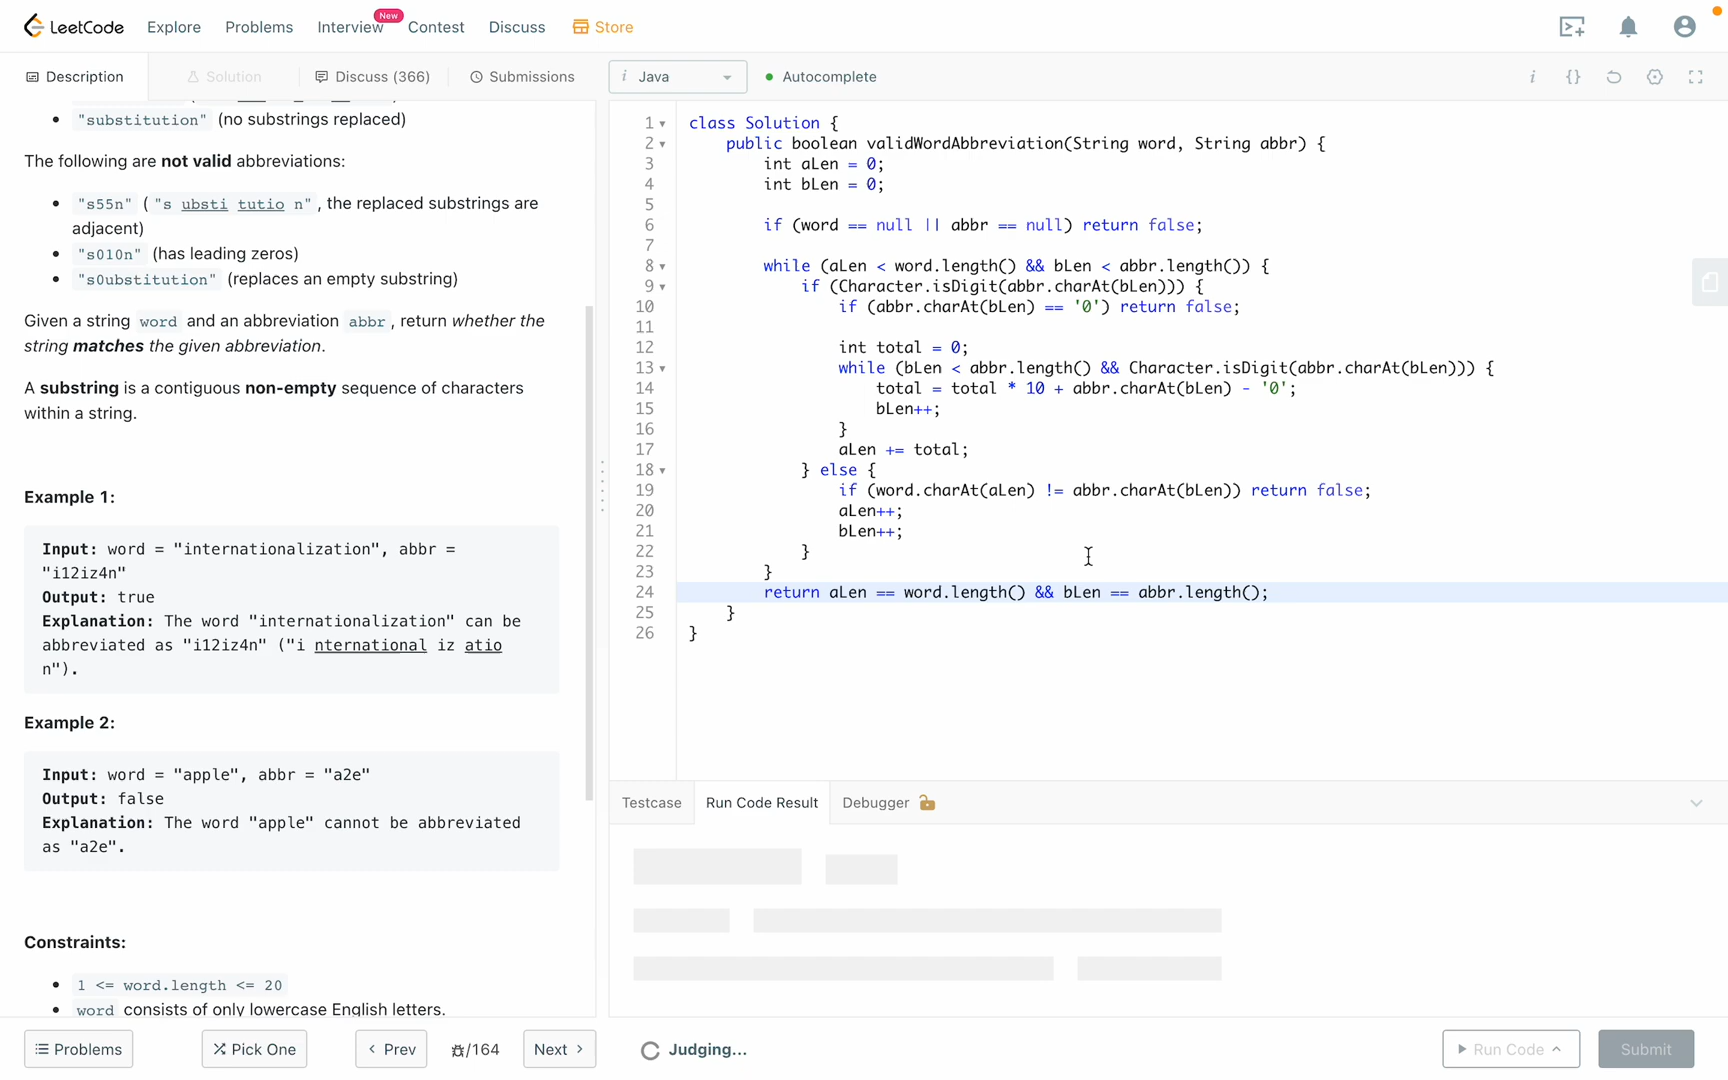 LeetCode Explore Problems Interview New Contest Discuss Store
Description Solution Discuss (366) Submissions i Java Autocomplete
"substitution" (no substrings replaced)
The following are not valid abbreviations:
"s55n" ("s ubsti tutio n", the replaced substrings are
adjacent)
"s010n" (has leading zeros)
"s0ubstitution" (replaces an empty substring)
Given a string word and an abbreviation abbr, return whether the
string matches the given abbreviation.
A substring is a contiguous non-empty sequence of characters
within a string.
Example 1:
Input: word = "internationalization", abbr =
"i12iz4n"
Output: true
Explanation: The word "internationalization" can be
abbreviated as "i12iz4n" ("i nternational iz atio
n").
Example 2:
Input: word = "apple", abbr = "a2e"
Output: false
Explanation: The word "apple" cannot be abbreviated
as "a2e".
Constraints:
1 <= word.length <= 20
word consists of only lowercase English letters.
1 class Solution {
2 public boolean validWordAbbreviation(String word, String abbr) {
3 int aLen = 0;
4 int bLen = 0;
5
6 if (word == null || abbr == null) return false;
7
8 while (aLen < word.length() && bLen < abbr.length()) {
9 if (Character.isDigit(abbr.charAt(bLen))) {
10 if (abbr.charAt(bLen) == '0') return false;
11
12 int total = 0;
13 while (bLen < abbr.length() && Character.isDigit(abbr.charAt(bLen))) {
14 total = total * 10 + abbr.charAt(bLen) - '0';
15 bLen++;
16 }
17 aLen += total;
18 } else {
19 if (word.charAt(aLen) != abbr.charAt(bLen)) return false;
20 aLen++;
21 bLen++;
22 }
23 }
24 return aLen == word.length() && bLen == abbr.length();
25 }
26 }
Testcase Run Code Result Debugger
Problems Pick One Prev /164 Next Judging... Run Code Submit